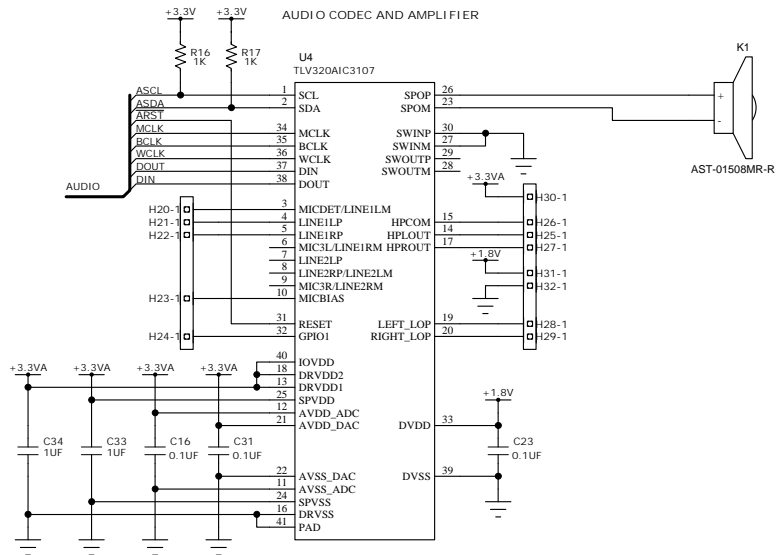 AUDIO CODEC AND AMPLIFIER
+3.3V
+3.3V
R16
1K
R17
1K
U4
TLV320AIC3107
K1
+
-
AST-01508MR-R
ASCL
ASDA
ARST
MCLK
BCLK
WCLK
DOUT
DIN
AUDIO
1 SCL
2 SDA
34 MCLK
35 BCLK
36 WCLK
37 DIN
38 DOUT
3 MICDET/LINE1LM
4 LINE1LP
5 LINE1RP
6 MIC3L/LINE1RM
7 LINE2LP
8 LINE2RP/LINE2LM
9 MIC3R/LINE2RM
10 MICBIAS
31 RESET
32 GPIO1
40 IOVDD
18 DRVDD2
13 DRVDD1
25 SPVDD
12 AVDD_ADC
21 AVDD_DAC
22 AVSS_DAC
11 AVSS_ADC
24 SPVSS
16 DRVSS
41 PAD
SPOP 26
SPOM 23
SWINP 30
SWINM 27
SWOUTP 29
SWOUTM 28
HPCOM 15
HPLOUT 14
HPROUT 17
LEFT_LOP 19
RIGHT_LOP 20
DVDD 33
DVSS 39
H20-1
H21-1
H22-1
H23-1
H24-1
+3.3VA
H30-1
H26-1
H25-1
H27-1
+1.8V
H31-1
H32-1
H28-1
H29-1
+3.3VA
+3.3VA
+3.3VA
+3.3VA
C34
1UF
C33
1UF
C16
0.1UF
C31
0.1UF
+1.8V
C23
0.1UF